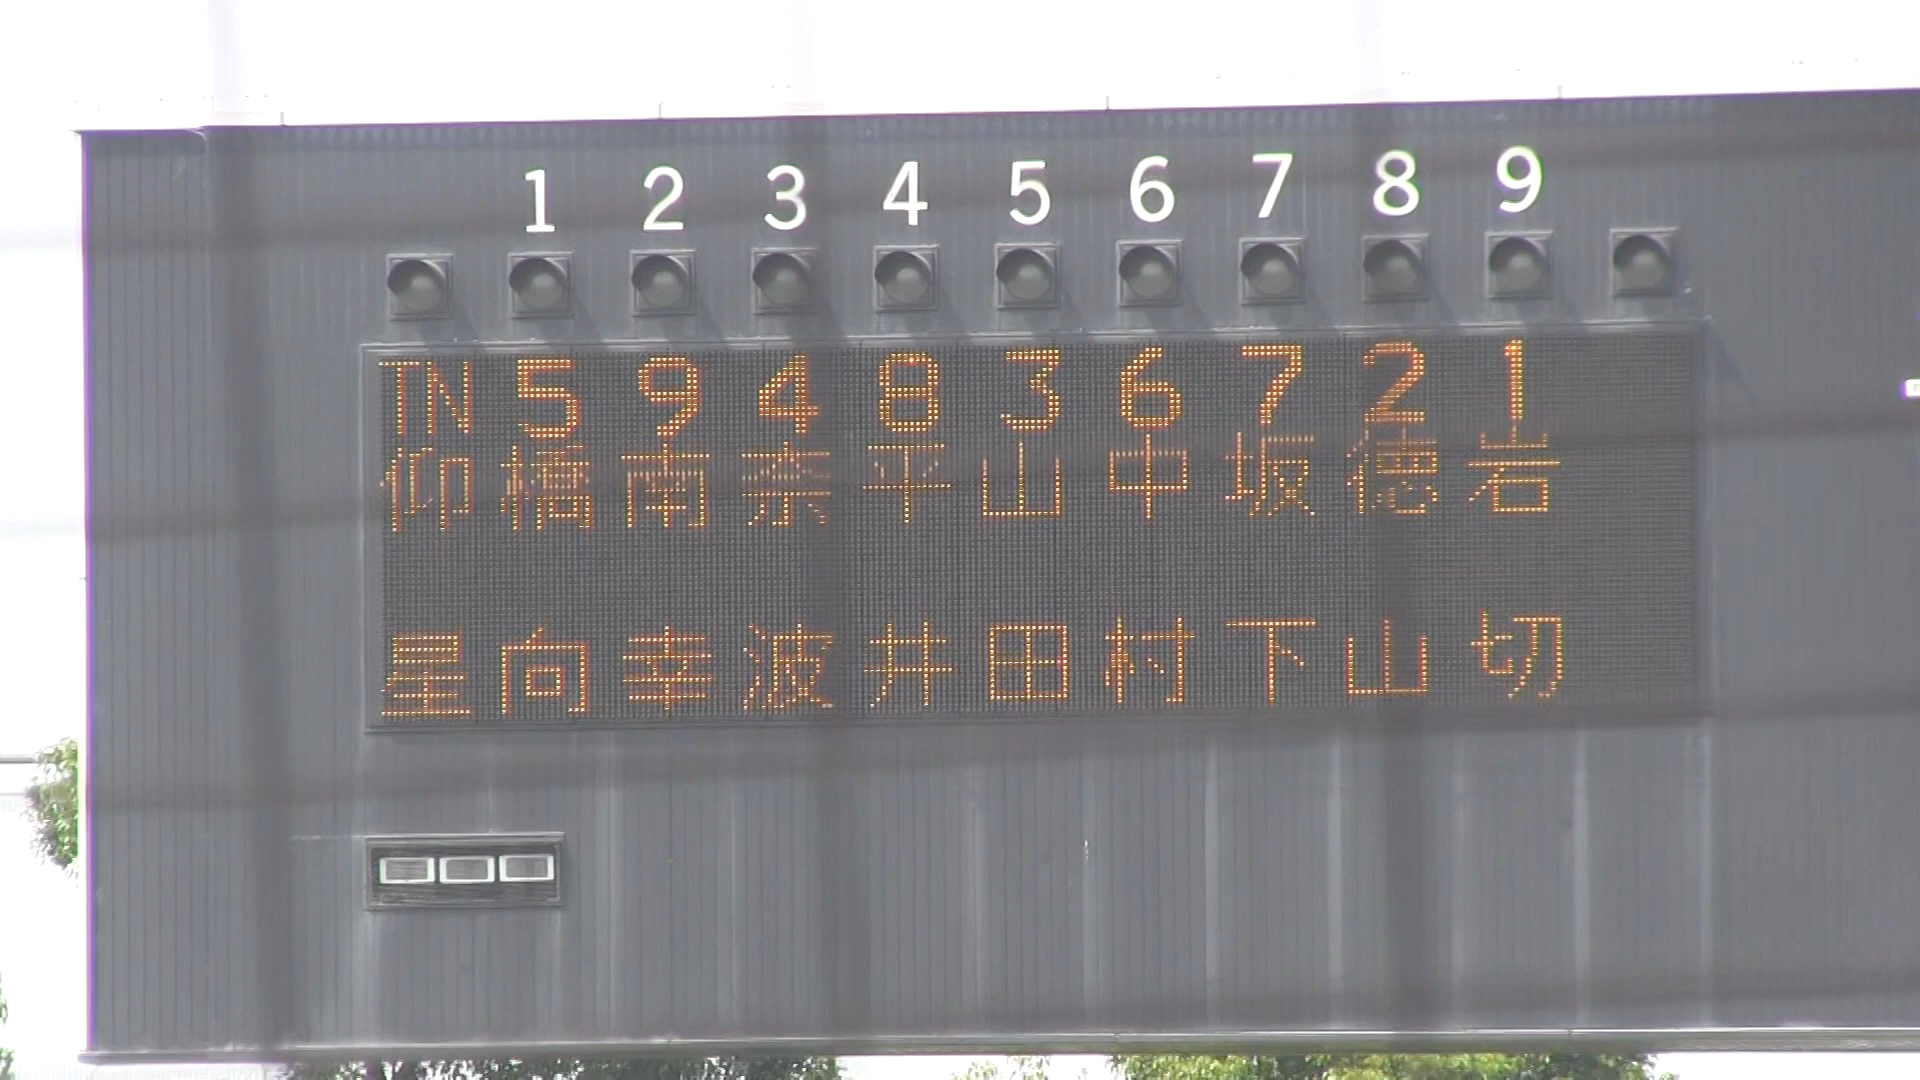 1 2 3 4 5 6 7 8 9
TN 5 9 4 8 3 6 7 2 1
仰 橋 南 奈 平 山 中 坂 徳 岩
星 向 幸 波 井 田 村 下 山 切